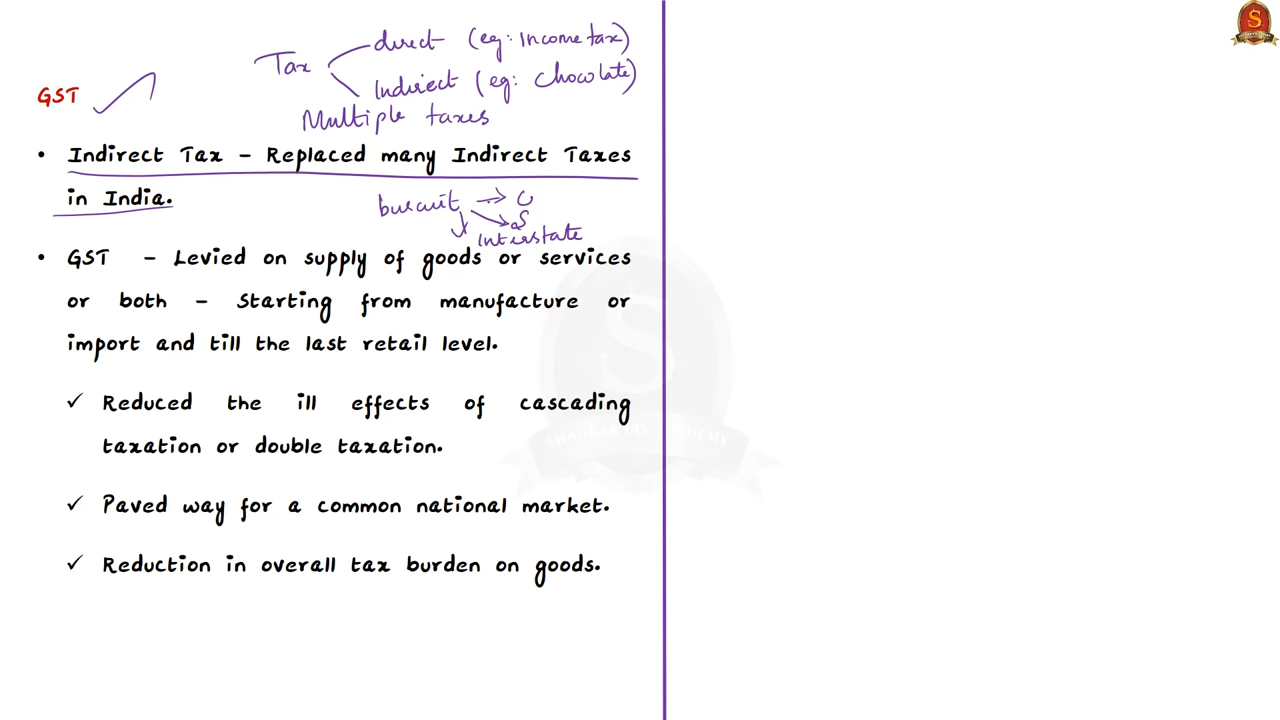 Tax direct (eg: Income tax)
Indirect (eg: Chocolate)
GST
Multiple taxes
• Indirect Tax – Replaced many Indirect Taxes
in India.
→ C
S
Interstate
• GST – Levied on supply of goods or services
or both – Starting from manufacture or
import and till the last retail level.
✓ Reduced the ill effects of cascading
taxation or double taxation.
✓ Paved way for a common national market.
✓ Reduction in overall tax burden on goods.